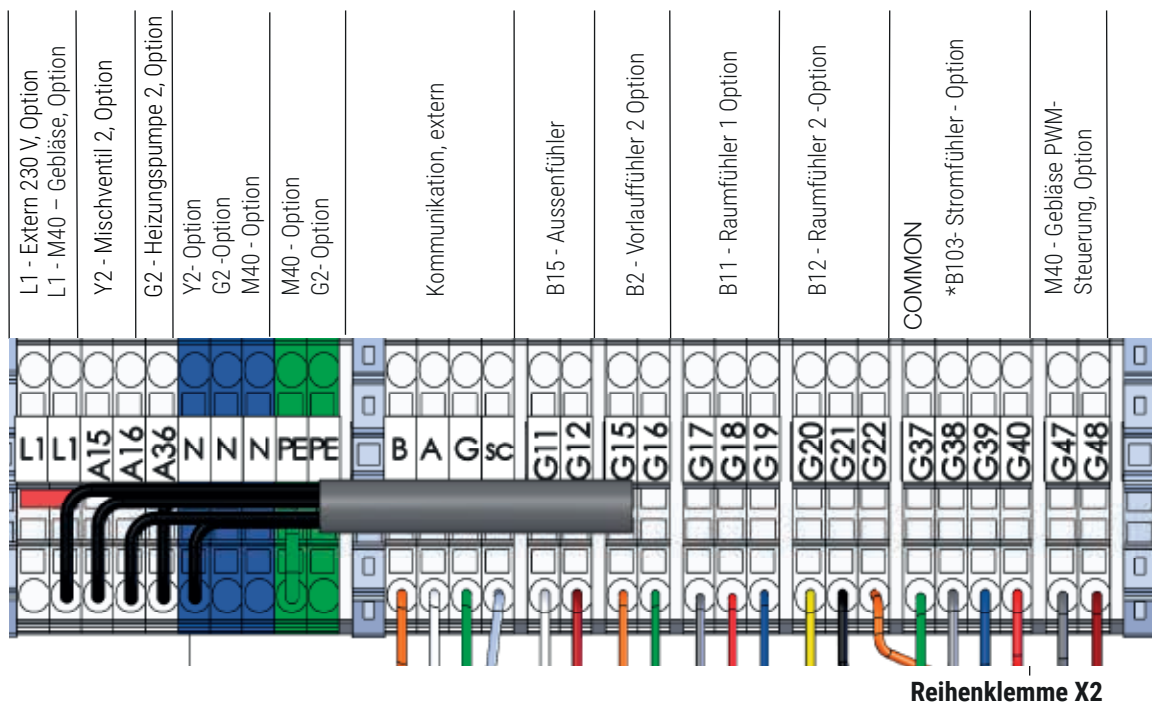 L1 - Extern 230 V, Option
L1 - M40 – Gebläse, Option
Y2 - Mischventil 2, Option
G2 - Heizungspumpe 2, Option
Y2- Option
G2 -Option
M40 - Option
M40 - Option
G2- Option
Kommunikation, extern
B15 - Aussenfühler
B2 - Vorlauffühler 2 Option
B11 - Raumfühler 1 Option
B12 - Raumfühler 2 -Option
COMMON
*B103- Stromfühler - Option
M40 - Gebläse PWM-
Steuerung, Option
L1 L1 A15 A16 A36 N N N PE PE B A G SC G11 G12 G15 G16 G17 G18 G19 G20 G21 G22 G37 G38 G39 G40 G47 G48
Reihenklemme X2